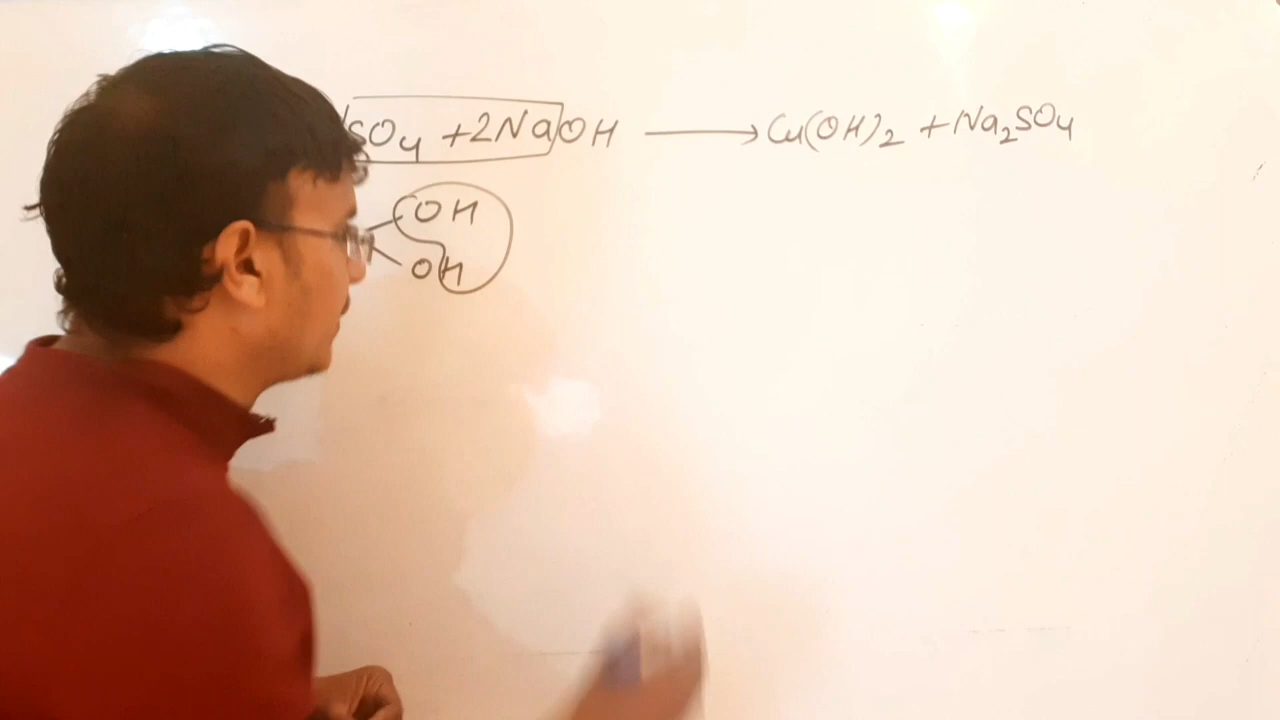 SO₄ + 2NaOH ⟶ Cu(OH)₂ + Na₂SO₄
OH
OH